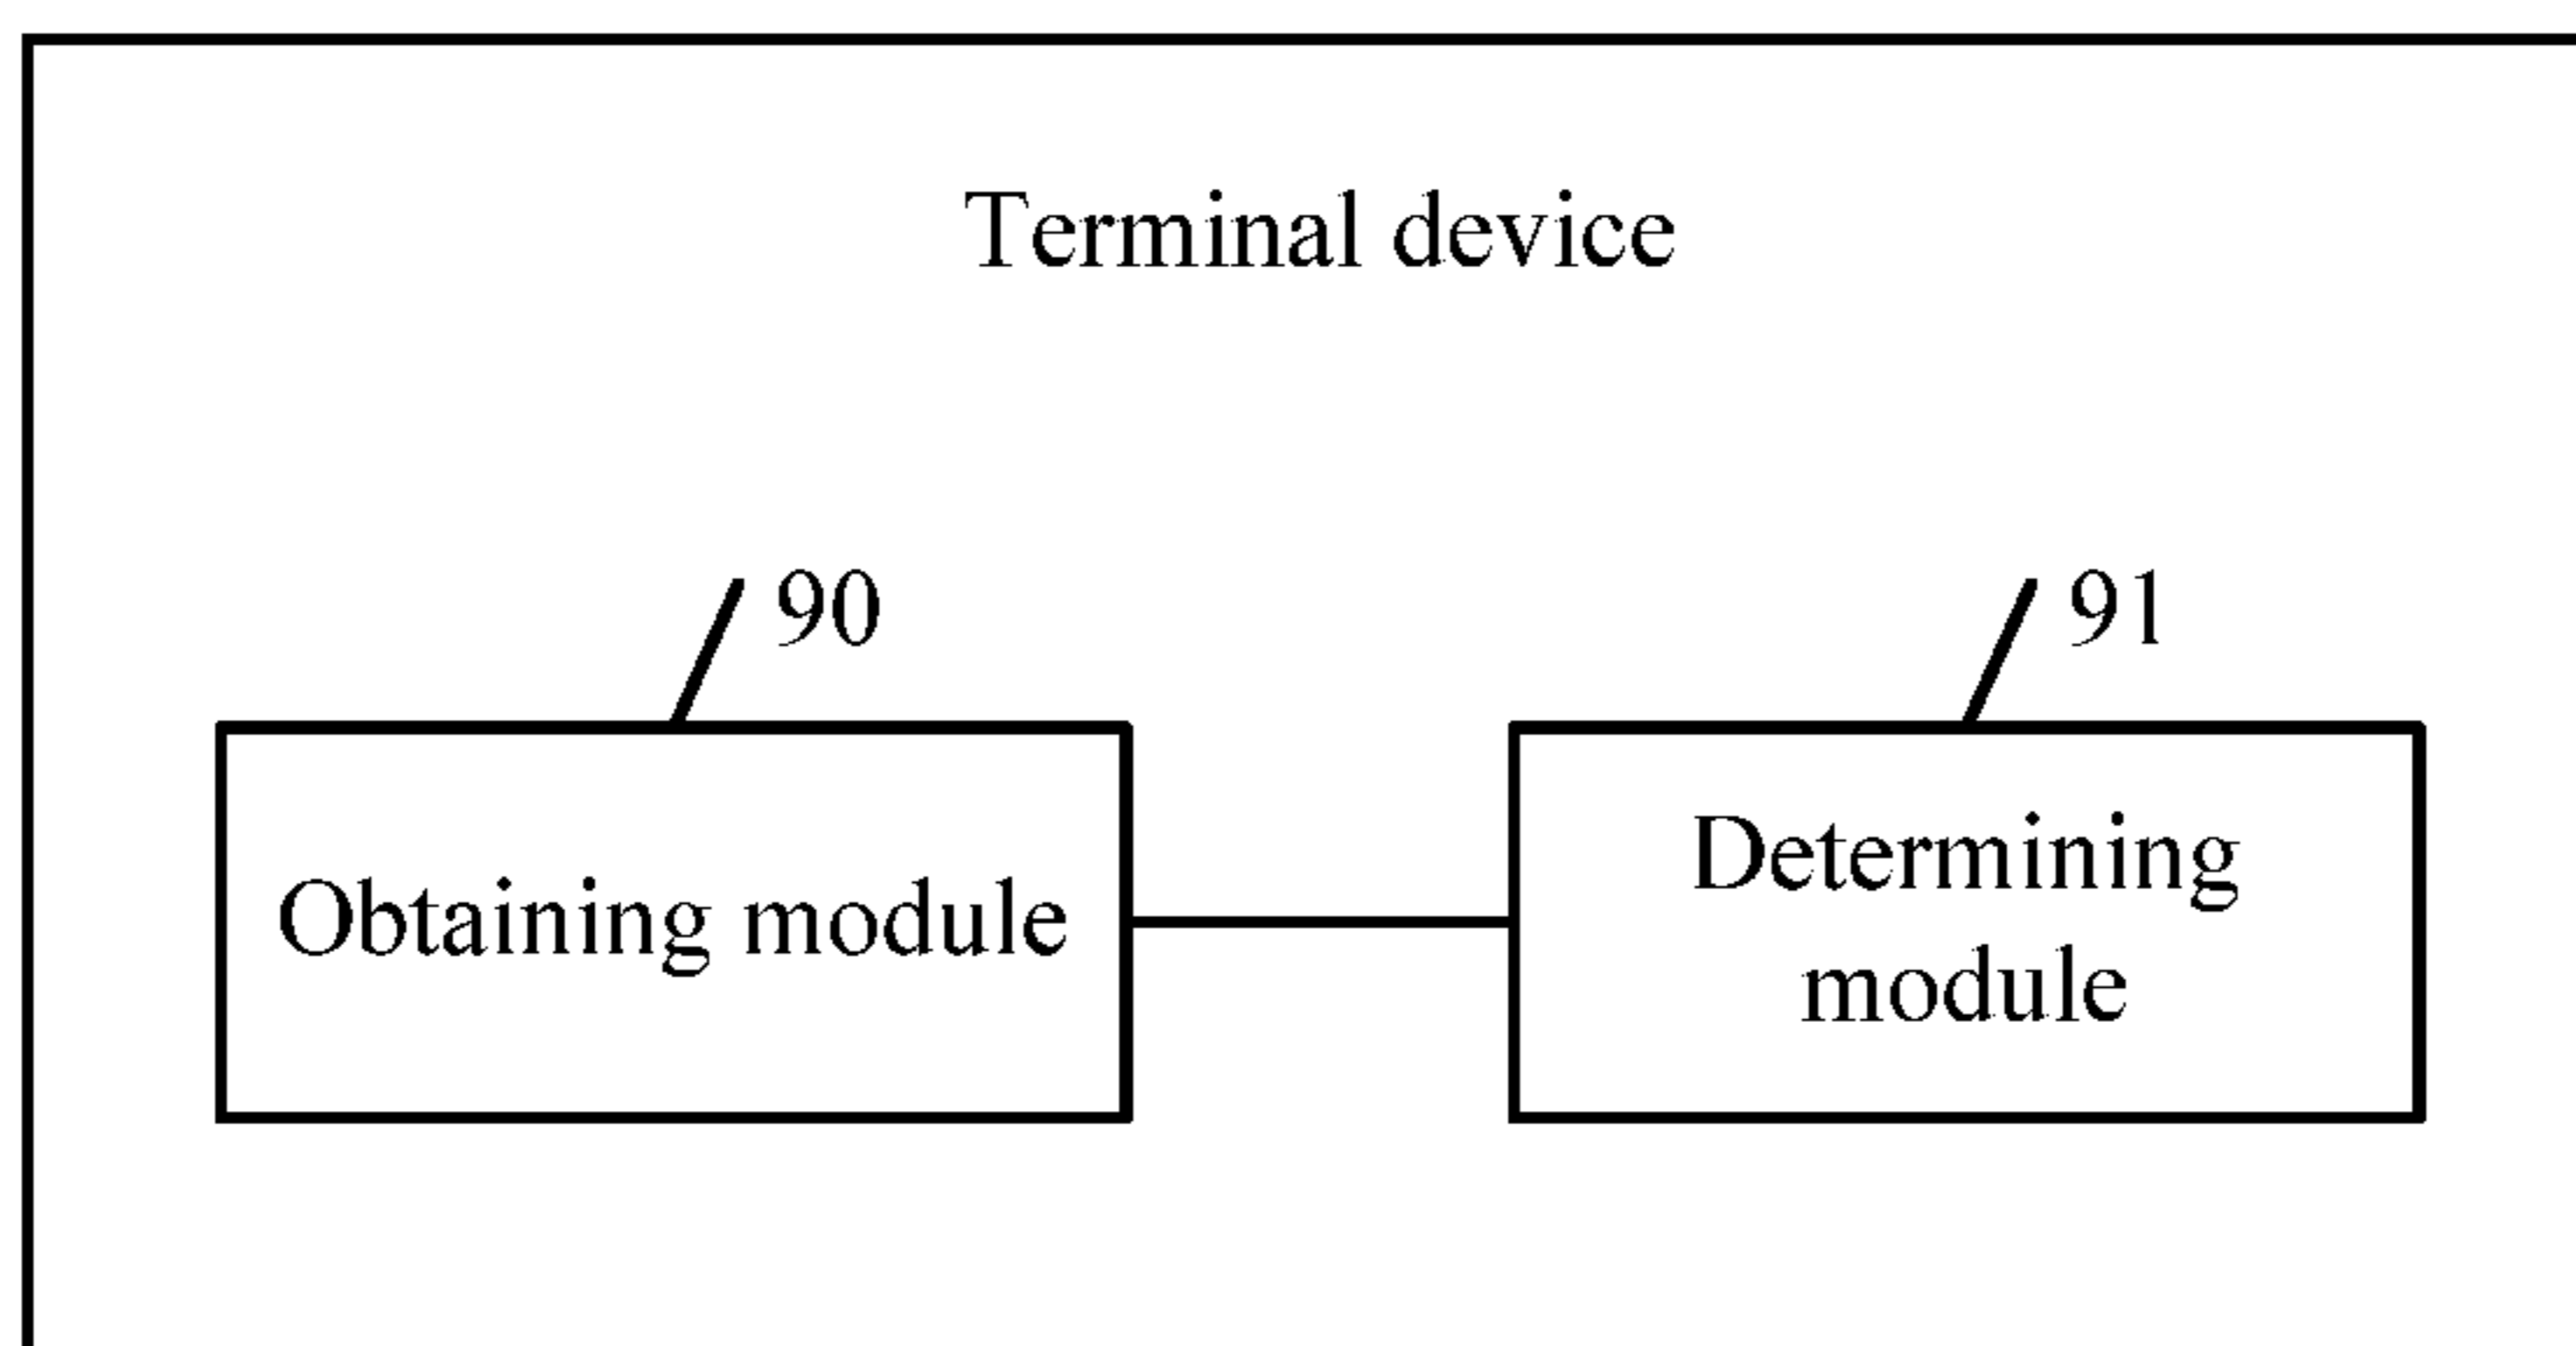 Terminal device
90
91
Obtaining module
Determining
module